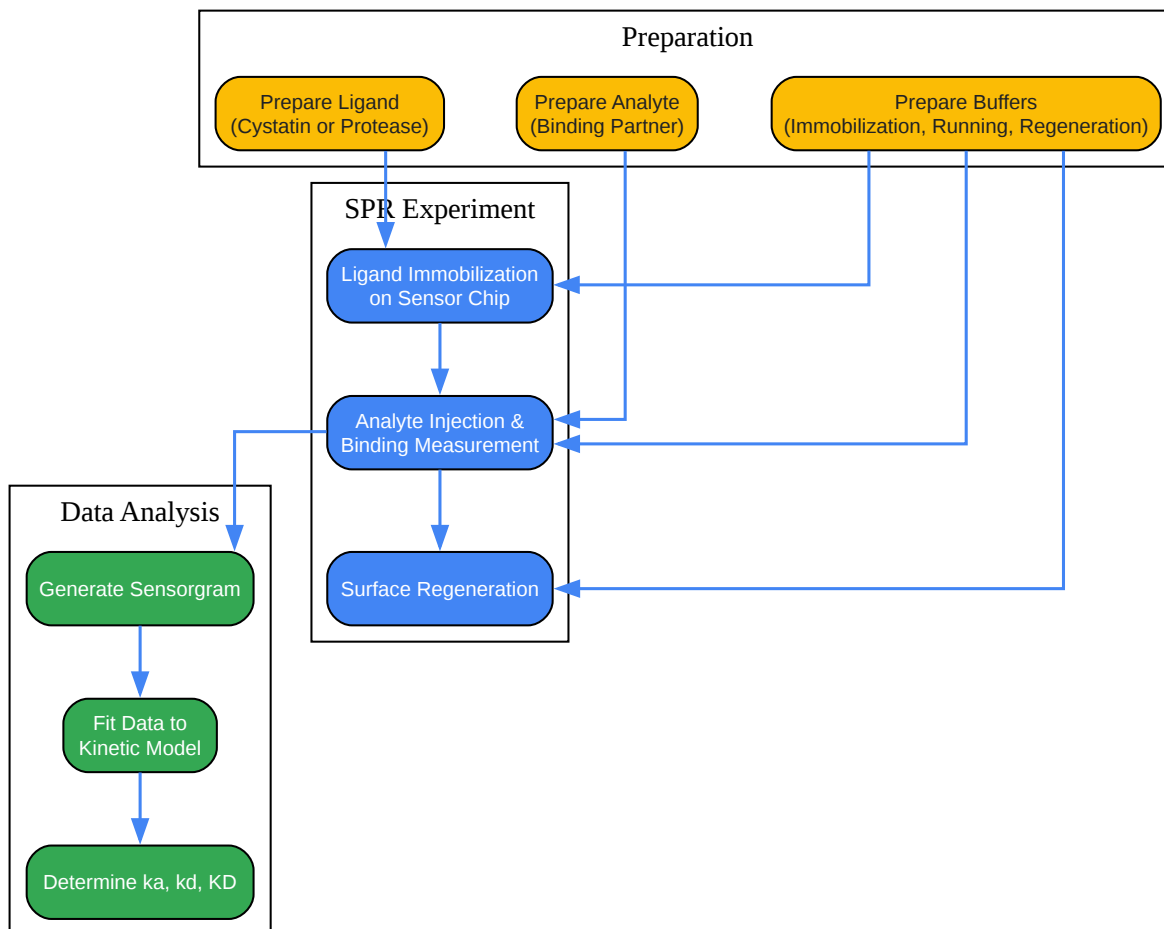 Preparation
Prepare Ligand
(Cystatin or Protease)
Prepare Analyte
(Binding Partner)
Prepare Buffers
(Immobilization, Running, Regeneration)
SPR Experiment
Ligand Immobilization
on Sensor Chip
Analyte Injection &
Binding Measurement
Surface Regeneration
Data Analysis
Generate Sensorgram
Fit Data to
Kinetic Model
Determine ka, kd, KD